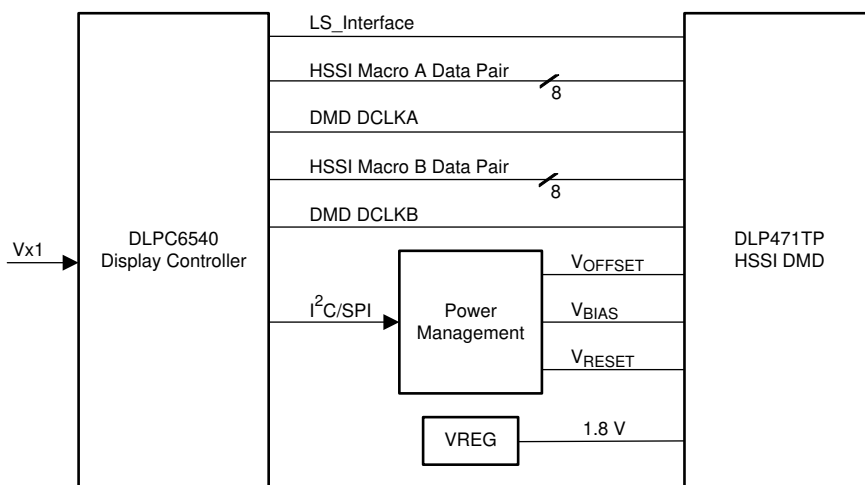 LS_Interface
HSSI Macro A Data Pair
8
DMD DCLKA
HSSI Macro B Data Pair
8
DMD DCLKB
Vx1
DLPC6540
Display Controller
DLP471TP
HSSI DMD
I²C/SPI
Power
Management
VOFFSET
VBIAS
VRESET
VREG
1.8 V